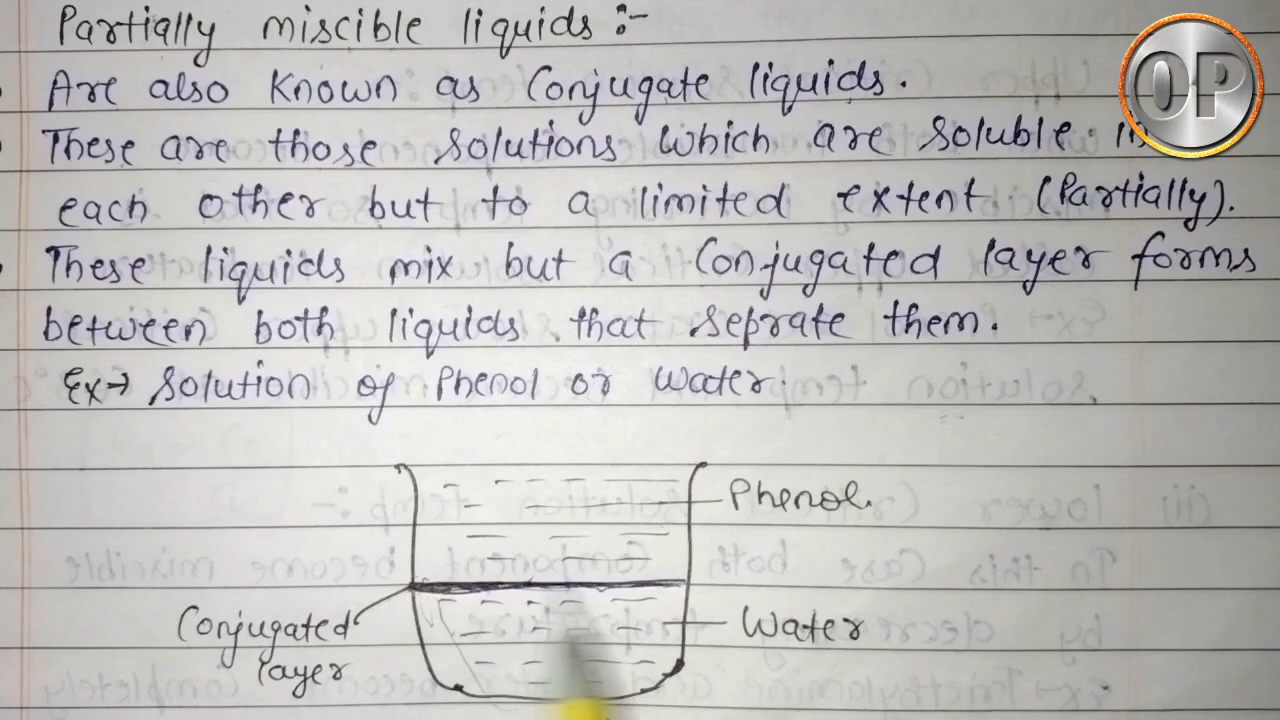 Partially miscible liquids :-
Are also known as Conjugate liquids.
These are those solutions which are soluble in
each other but to a limited extent (Partially).
These liquids mix but a Conjugated layer forms
between both liquids that seprate them.
Ex→ Solution of Phenol or Water.
Phenol.
Conjugated layer
Water
OP